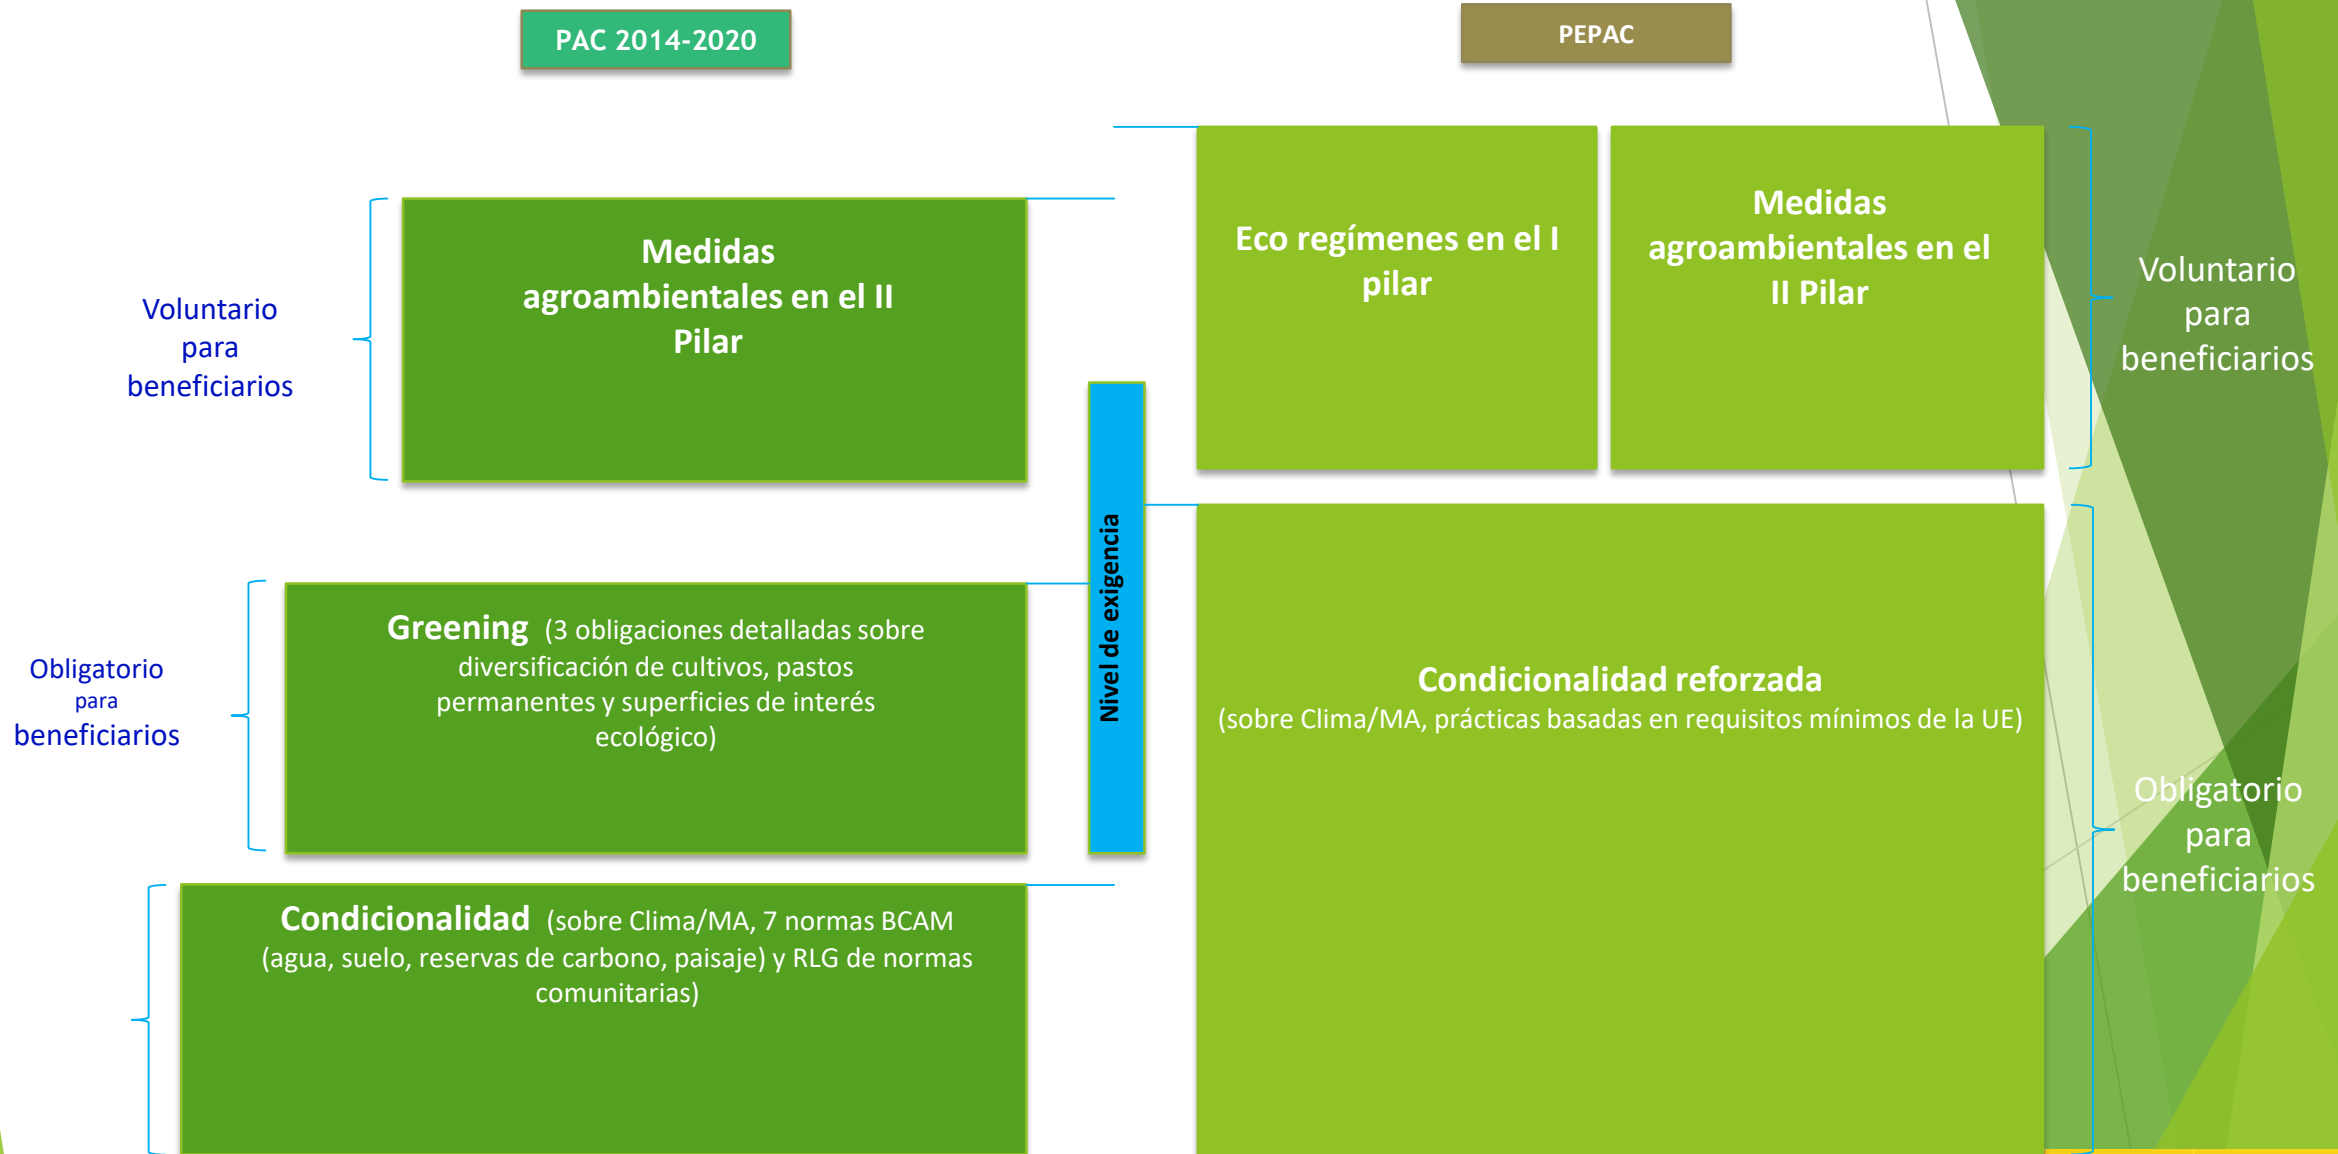 PAC 2014-2020
PEPAC
Voluntario
para
beneficiarios
Medidas
agroambientales en el II
Pilar
Eco regímenes en el I
pilar
Medidas
agroambientales en el
II Pilar
Voluntario
para
beneficiarios
Nivel de exigencia
Obligatorio
para
beneficiarios
Greening (3 obligaciones detalladas sobre
diversificación de cultivos, pastos
permanentes y superficies de interés
ecológico)
Condicionalidad reforzada
(sobre Clima/MA, prácticas basadas en requisitos mínimos de la UE)
Obligatorio
para
beneficiarios
Condicionalidad (sobre Clima/MA, 7 normas BCAM
(agua, suelo, reservas de carbono, paisaje) y RLG de normas
comunitarias)